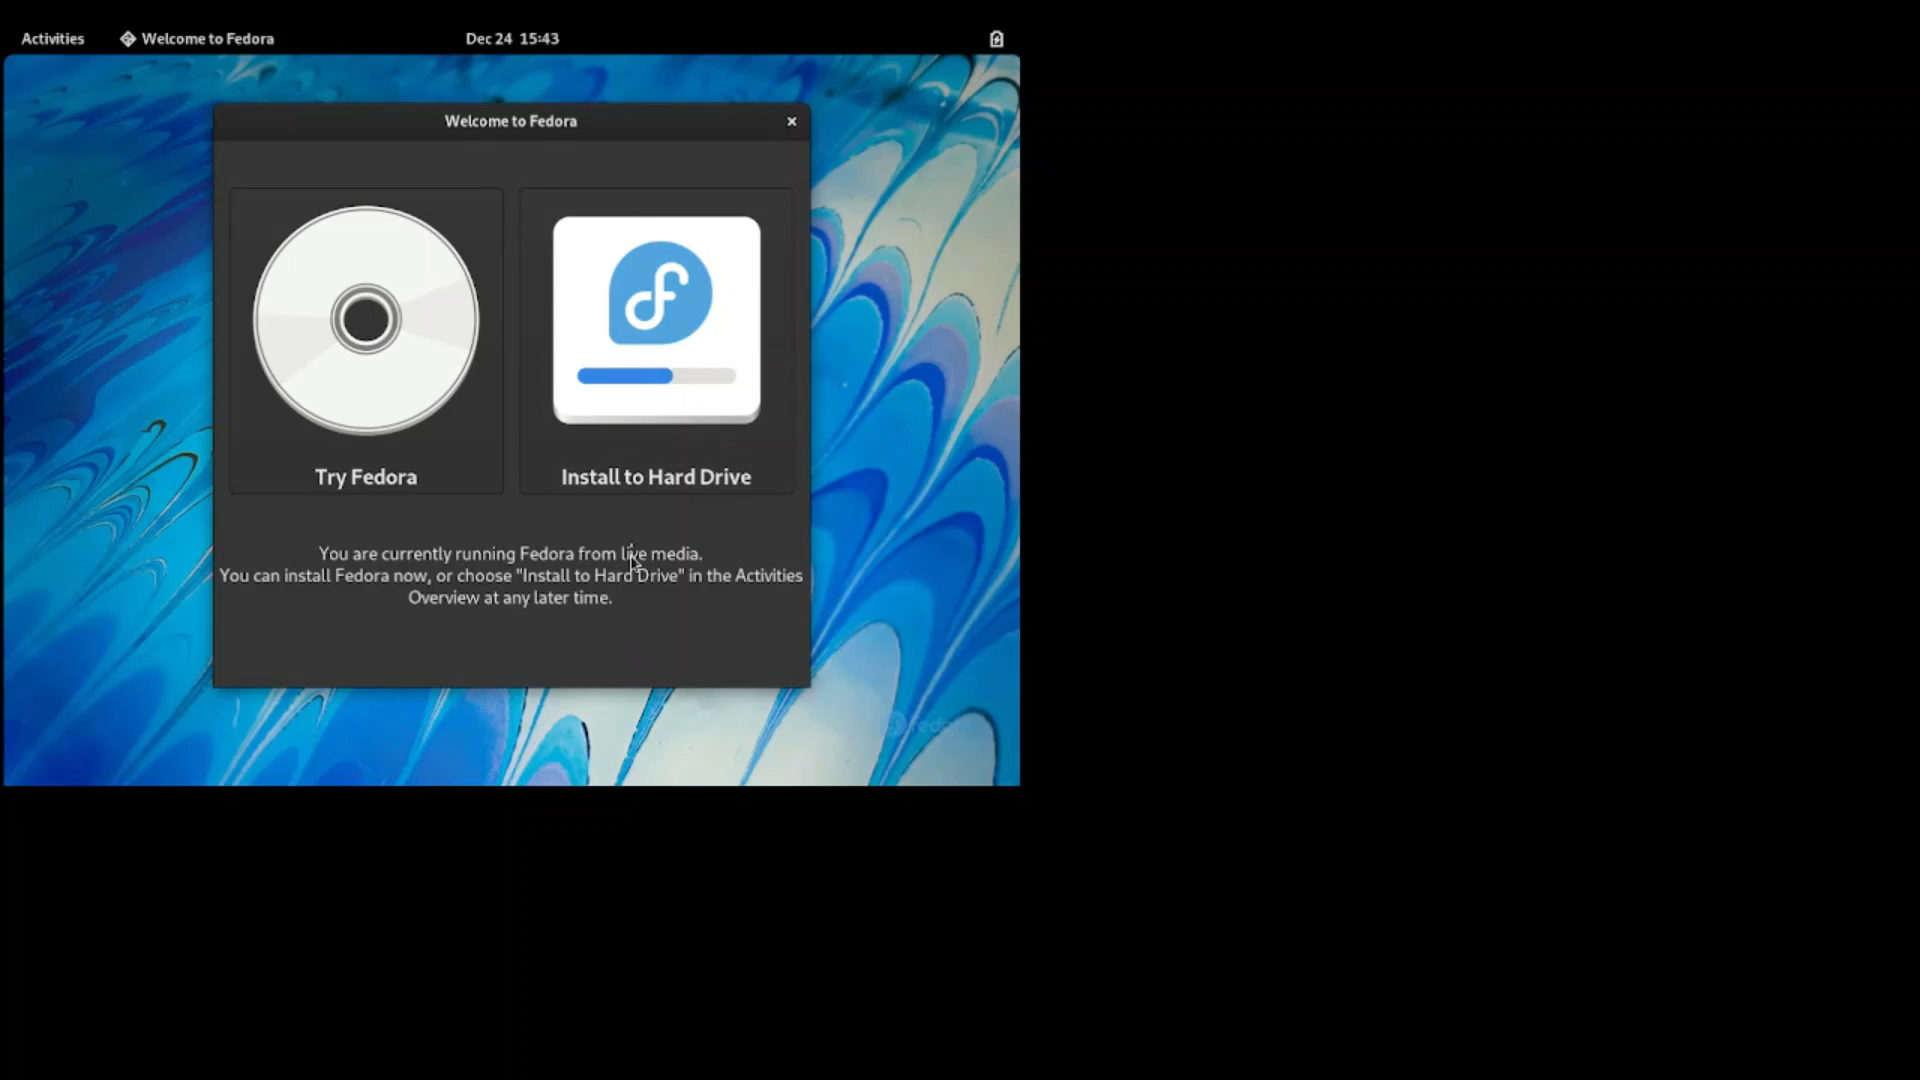 Activities
Welcome to Fedora
Dec 24 15:43
Welcome to Fedora
Try Fedora
Install to Hard Drive
You are currently running Fedora from live media.
You can install Fedora now, or choose "Install to Hard Drive" in the Activities
Overview at any later time.